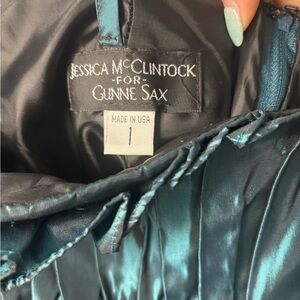 JESSICA MCCLINTOCK
-FOR-
GUNNE SAX
MADE IN USA
1